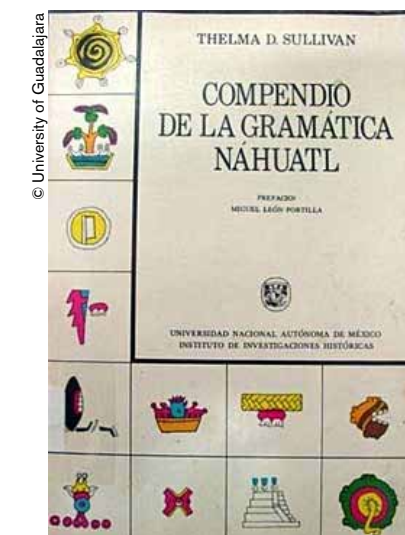 © University of Guadalajara
THELMA D. SULLIVAN
COMPENDIO
DE LA GRAMÁTICA
NÁHUATL
PREFACIO:
MIGUEL LEÓN PORTILLA
UNIVERSIDAD NACIONAL AUTÓNOMA DE MÉXICO
INSTITUTO DE INVESTIGACIONES HISTÓRICAS